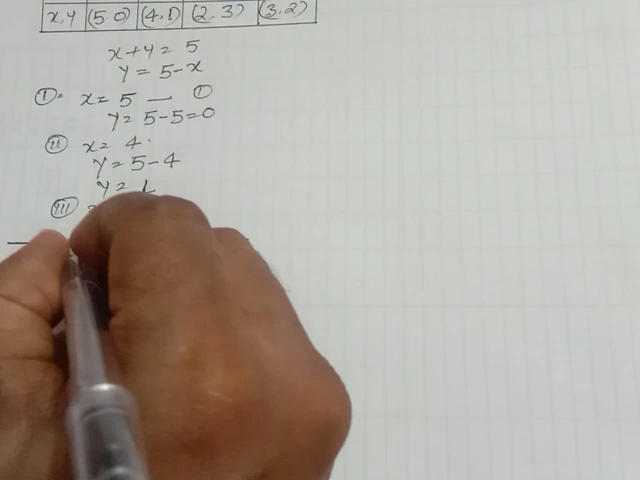 x,y (5,0) (4,1) (2,3) (3,2)
x+y= 5
y= 5-x
I = x= 5 — I
y= 5-5=0
II x= 4
y= 5-4
y= 1
III